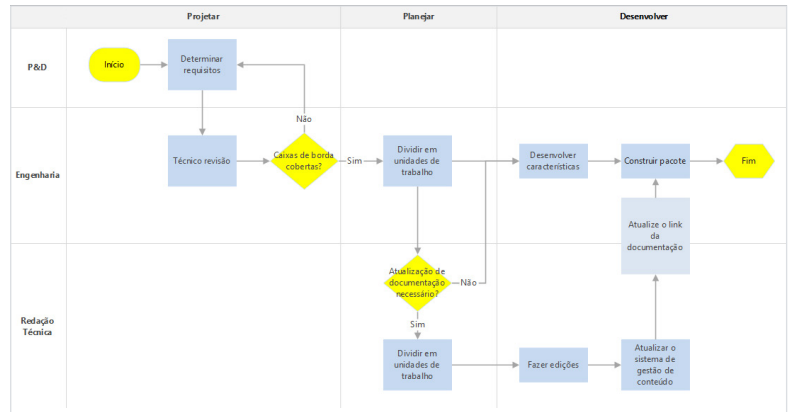 Projetar
Planejar
Desenvolver
P&D
Início
Determinar
requisitos
Não
Engenharia
Técnico revisão
Caixas de borda
cobertas?
Sim
Dividir em
unidades de
trabalho
Desenvolver
características
Construir pacote
Fim
Atualize o link
da
documentação
Redação
Técnica
Atualização de
documentação
necessário?
Não
Sim
Dividir em
unidades de
trabalho
Fazer edições
Atualizar o
sistema de
gestão de
conteúdo